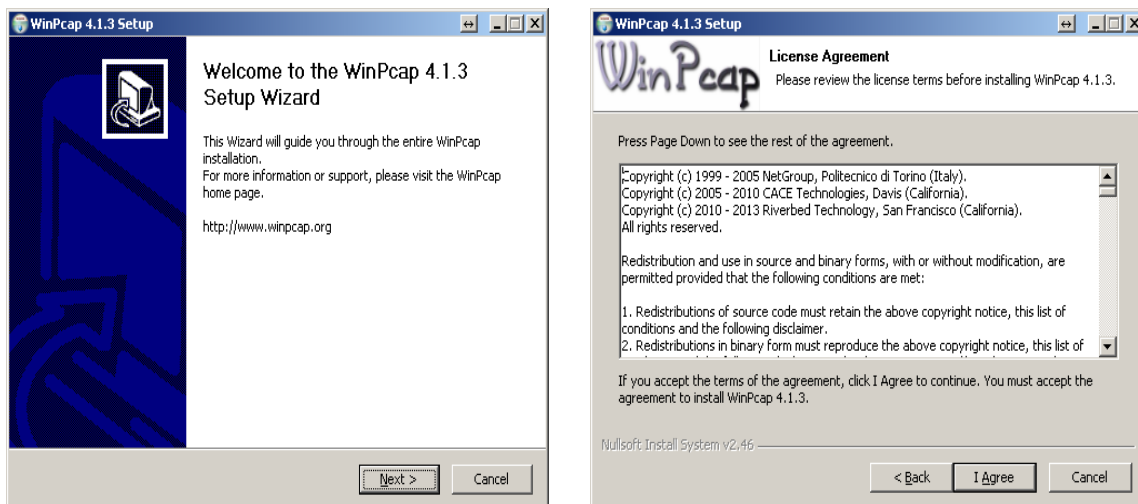 WinPcap 4.1.3 Setup
Welcome to the WinPcap 4.1.3
Setup Wizard
This Wizard will guide you through the entire WinPcap
installation.
For more information or support, please visit the WinPcap
home page.
http://www.winpcap.org
Next >
Cancel
WinPcap 4.1.3 Setup
WinPcap
License Agreement
Please review the license terms before installing WinPcap 4.1.3.
Press Page Down to see the rest of the agreement.
Copyright (c) 1999 - 2005 NetGroup, Politecnico di Torino (Italy).
Copyright (c) 2005 - 2010 CACE Technologies, Davis (California).
Copyright (c) 2010 - 2013 Riverbed Technology, San Francisco (California).
All rights reserved.
Redistribution and use in source and binary forms, with or without modification, are
permitted provided that the following conditions are met:
1. Redistributions of source code must retain the above copyright notice, this list of
conditions and the following disclaimer.
2. Redistributions in binary form must reproduce the above copyright notice, this list of
If you accept the terms of the agreement, click I Agree to continue. You must accept the
agreement to install WinPcap 4.1.3.
Nullsoft Install System v2.46
< Back
I Agree
Cancel